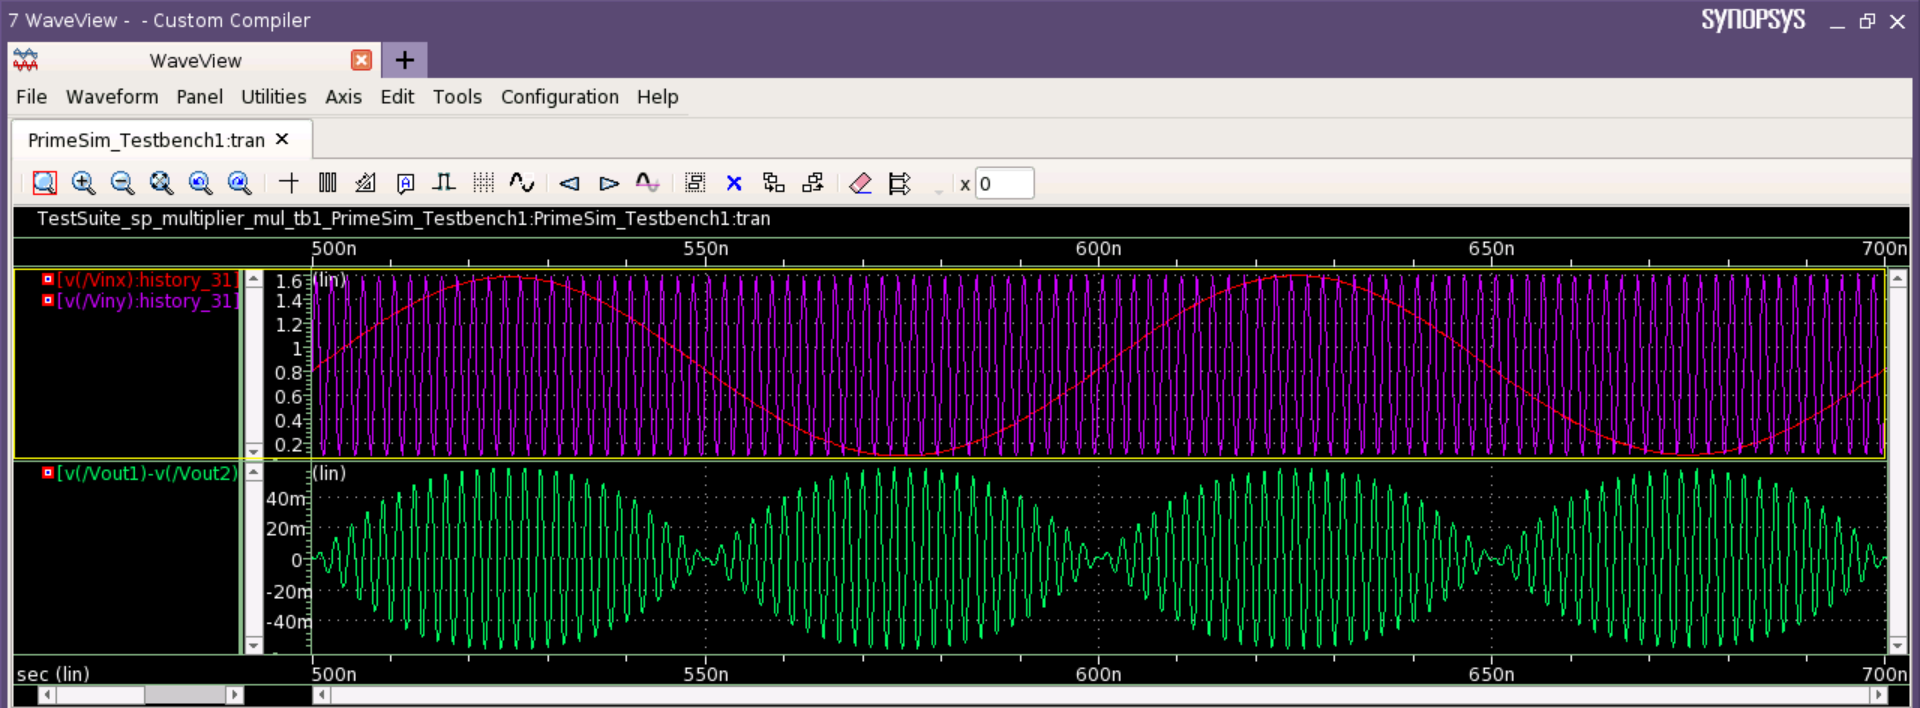 7 WaveView - - Custom Compiler
SYNOPSYS
WaveView
File Waveform Panel Utilities Axis Edit Tools Configuration Help
PrimeSim_Testbench1:tran
A
x 0
TestSuite_sp_multiplier_mul_tb1_PrimeSim_Testbench1:PrimeSim_Testbench1:tran
500n 550n 600n 650n 700n
[v(/Vinx):history_31]
[v(/Viny):history_31]
(lin)
1.6
1.4
1.2
1
0.8
0.6
0.4
0.2
[v(/Vout1)-v(/Vout2)
(lin)
40m
20m
0
-20m
-40m
sec (lin) 500n 550n 600n 650n 700n